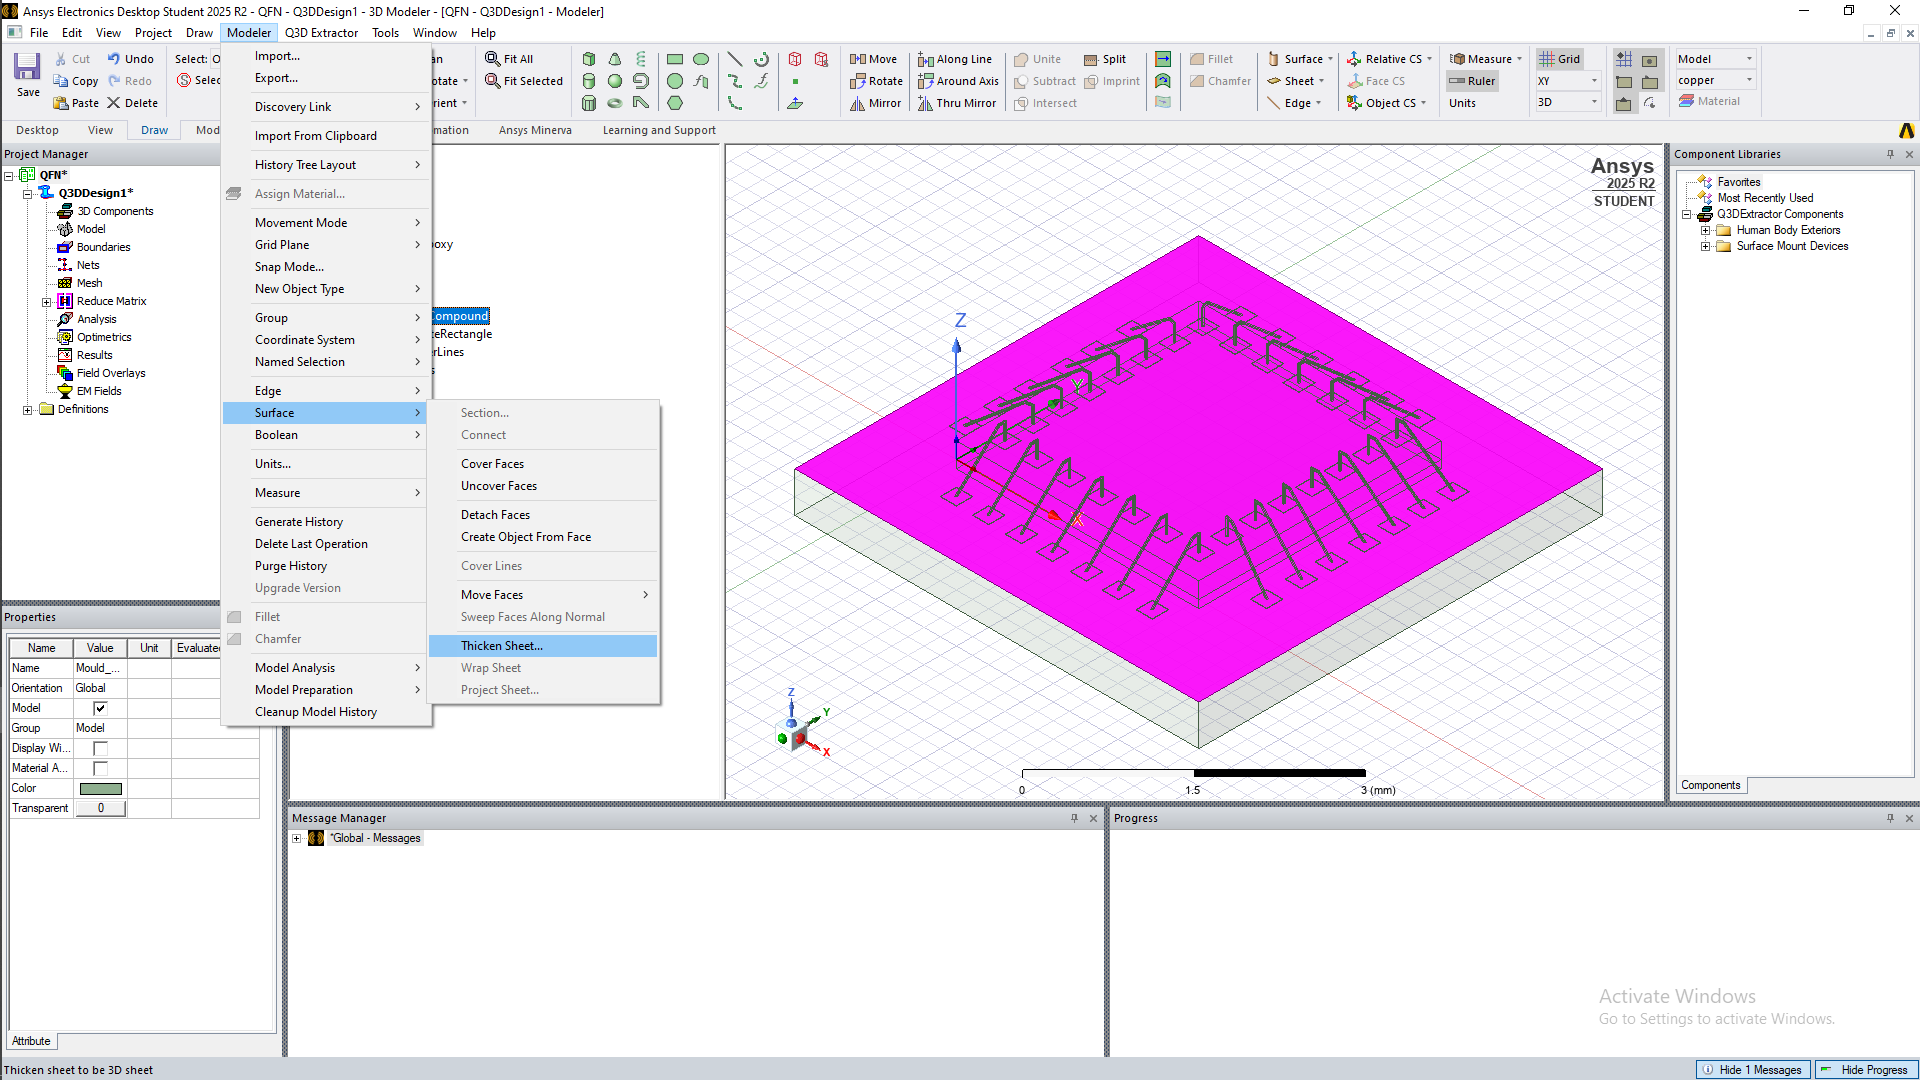 Ansys Electronics Desktop Student 2025 R2 - QFN - Q3DDesign1 - 3D Modeler - [QFN - Q3DDesign1 - Modeler]
File Edit View Project Draw Modeler Q3D Extractor Tools Window Help
Save
Cut
Copy
Paste
Undo
Redo
Delete
Select: O
Selec
an
otate
rient
Fit All
Fit Selected
Move
Rotate
Mirror
Along Line
Around Axis
Thru Mirror
Unite
Subtract
Intersect
Split
Imprint
Fillet
Chamfer
Surface
Sheet
Edge
Relative CS
Face CS
Object CS
Measure
Ruler
Units
Grid
XY
3D
Model
copper
Material
Desktop View Draw Mod
mation Ansys Minerva Learning and Support
Project Manager
QFN*
Q3DDesign1*
3D Components
Model
Boundaries
Nets
Mesh
Reduce Matrix
Analysis
Optimetrics
Results
Field Overlays
EM Fields
Definitions
Import...
Export...
Discovery Link
Import From Clipboard
History Tree Layout
Assign Material...
Movement Mode
Grid Plane
Snap Mode...
New Object Type
Group
Coordinate System
Named Selection
Edge
Surface
Boolean
Units...
Measure
Generate History
Delete Last Operation
Purge History
Upgrade Version
Fillet
Chamfer
Model Analysis
Model Preparation
Cleanup Model History
Section...
Connect
Cover Faces
Uncover Faces
Detach Faces
Create Object From Face
Cover Lines
Move Faces
Sweep Faces Along Normal
Thicken Sheet...
Wrap Sheet
Project Sheet...
oxy
Compound
eRectangle
rLines
s
Ansys
2025 R2
STUDENT
Z
Y
X
Z
Y
X
0 1.5 3 (mm)
Component Libraries
Favorites
Most Recently Used
Q3DExtractor Components
Human Body Exteriors
Surface Mount Devices
Components
Properties
Name Value Unit Evaluated
Name Mould_...
Orientation Global
Model
Group Model
Display Wi...
Material A...
Color
Transparent 0
Attribute
Message Manager
*Global - Messages
Progress
Activate Windows
Go to Settings to activate Windows.
Thicken sheet to be 3D sheet
Hide 1 Messages
Hide Progress